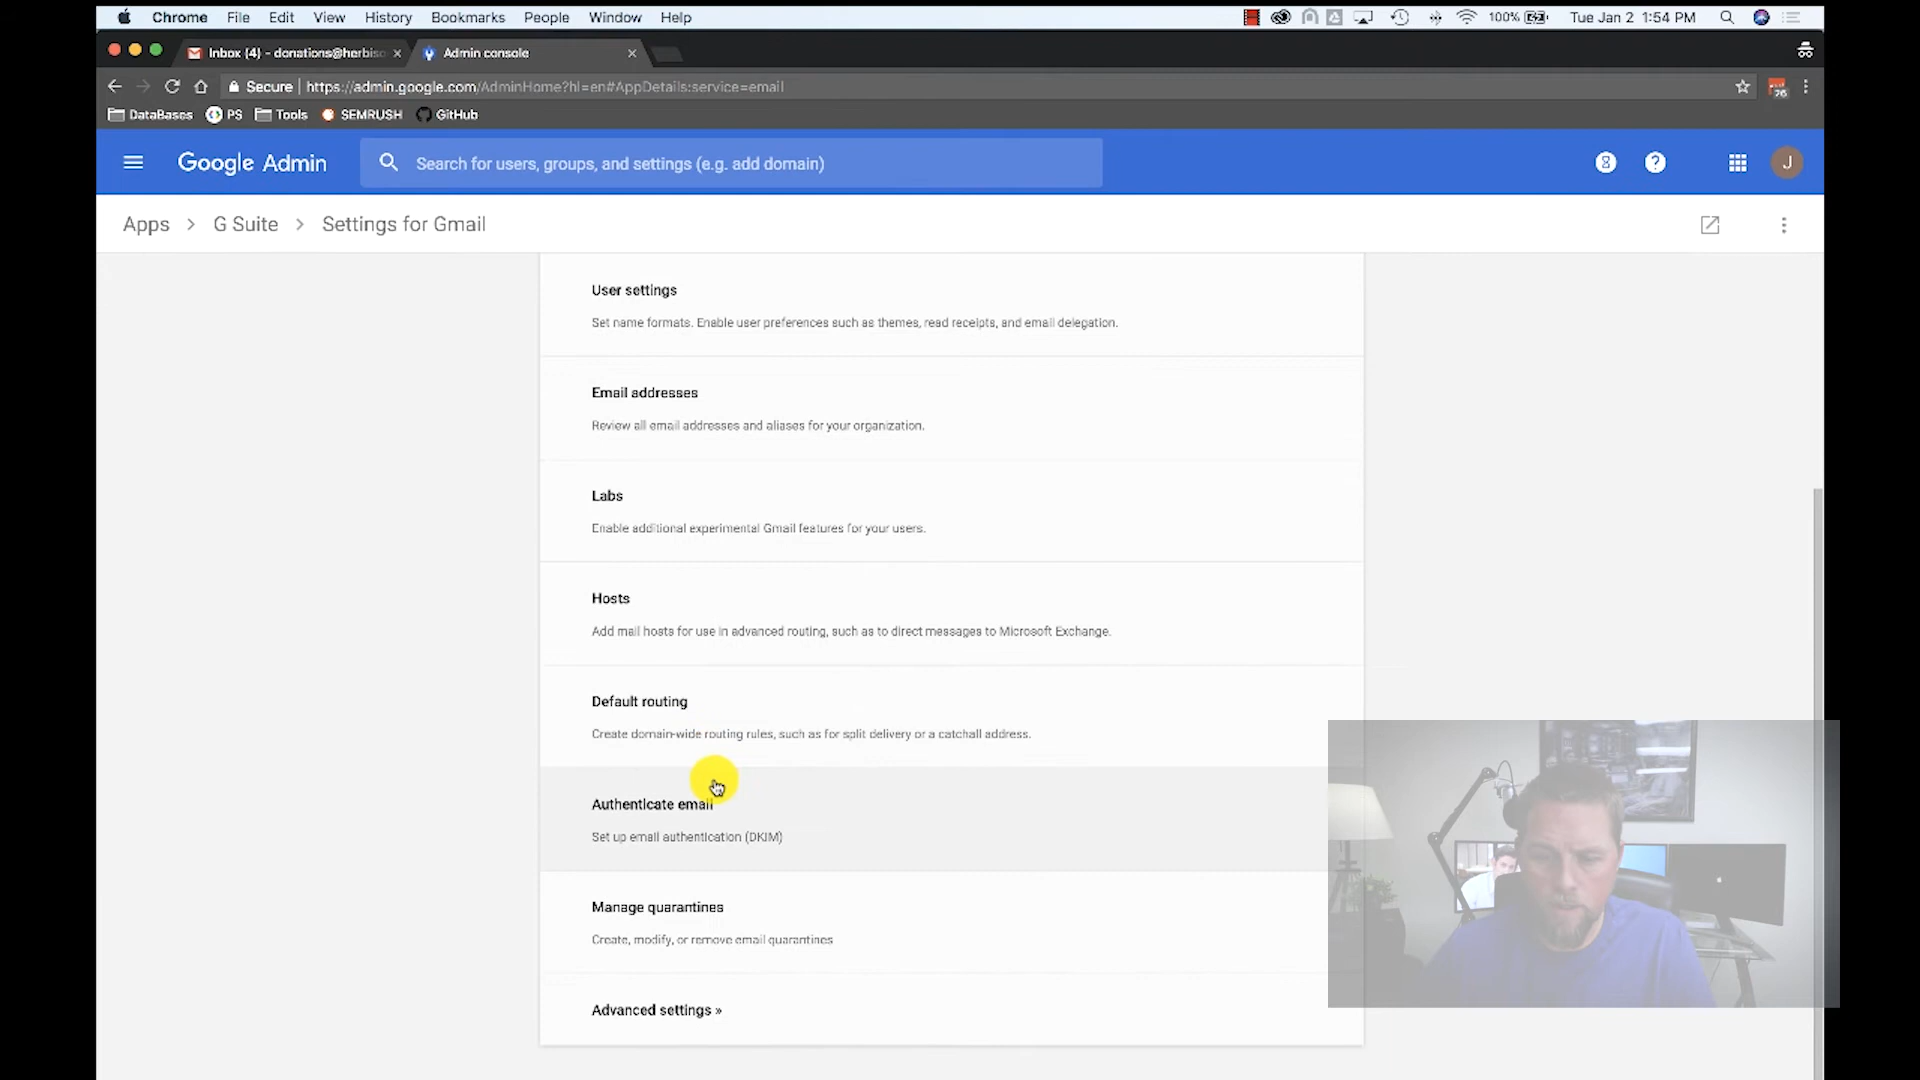 Chrome File Edit View History Bookmarks People Window Help 100% Tue Jan 2 1:54 PM
Inbox (4) - donations@herbiso Admin console
Secure https://admin.google.com/AdminHome?hl=en#AppDetails:service=email 76
DataBases PS Tools SEMRUSH GitHub
Google Admin Search for users, groups, and settings (e.g. add domain) 8 ? J
Apps > G Suite > Settings for Gmail
User settings
Set name formats. Enable user preferences such as themes, read receipts, and email delegation.
Email addresses
Review all email addresses and aliases for your organization.
Labs
Enable additional experimental Gmail features for your users.
Hosts
Add mail hosts for use in advanced routing, such as to direct messages to Microsoft Exchange.
Default routing
Create domain-wide routing rules, such as for split delivery or a catchall address.
Authenticate email
Set up email authentication (DKIM)
Manage quarantines
Create, modify, or remove email quarantines
Advanced settings »